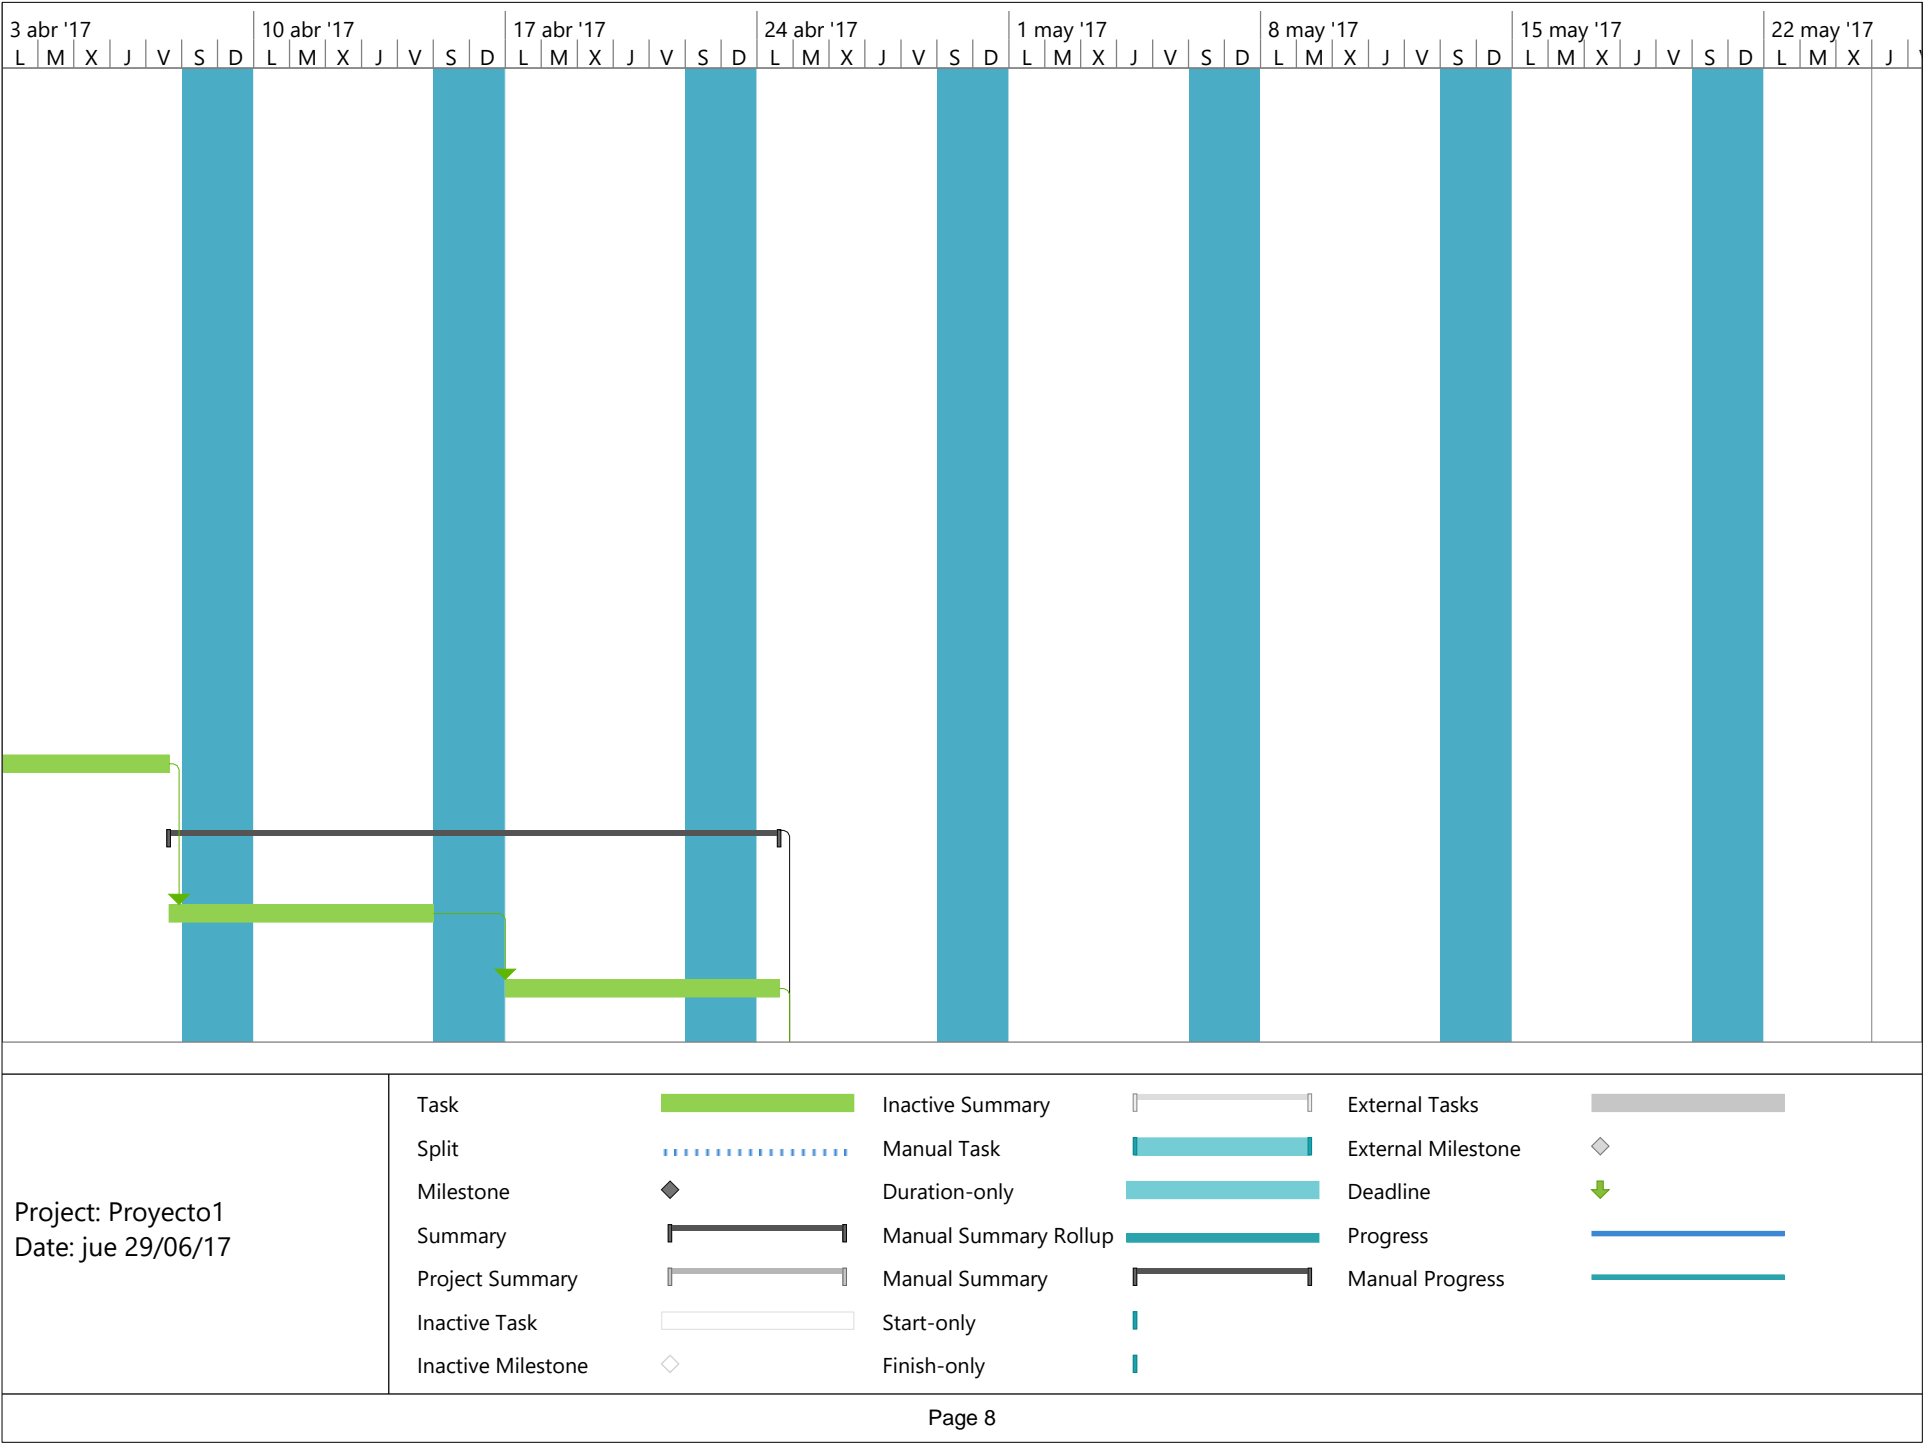 3 abr '17 10 abr '17 17 abr '17 24 abr '17 1 may '17 8 may '17 15 may '17 22 may '17
L M X J V S D L M X J V S D L M X J V S D L M X J V S D L M X J V S D L M X J V S D L M X J V S D L M X J
Project: Proyecto1
Date: jue 29/06/17
Task
Split
Milestone
Summary
Project Summary
Inactive Task
Inactive Milestone
Inactive Summary
Manual Task
Duration-only
Manual Summary Rollup
Manual Summary
Start-only
Finish-only
External Tasks
External Milestone
Deadline
Progress
Manual Progress
Page 8